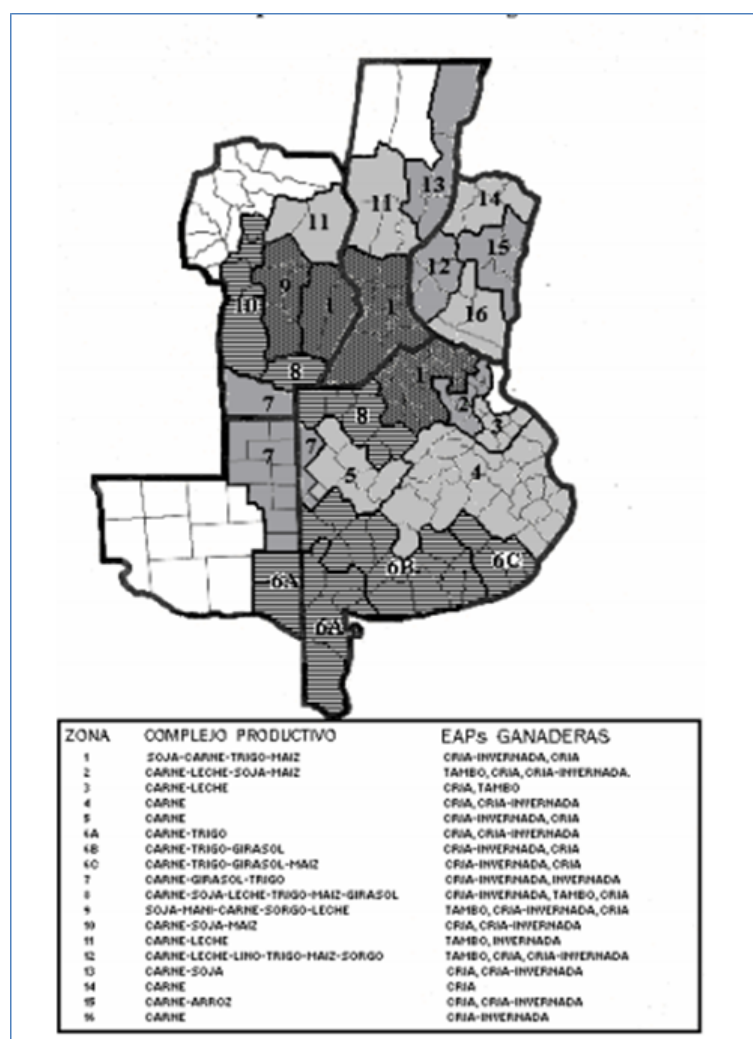 13
14
11
11
15
12
9
10
1
1
16
8
1
7
2
8
3
7
7
5
4
6B
6C
6A
6A
ZONA COMPLEJO PRODUCTIVO EAPs GANADERAS
1 SOJA-CARNE-TRIGO-MAIZ CRIA-INVERNADA, CRIA
2 CARNE-LECHE-SOJA-MAIZ TAMBO, CRIA, CRIA-INVERNADA.
3 CARNE-LECHE CRIA, TAMBO
4 CARNE CRIA, CRIA-INVERNADA
5 CARNE CRIA-INVERNADA, CRIA
6A CARNE-TRIGO CRIA, CRIA-INVERNADA
6B CARNE-TRIGO-GIRASOL CRIA-INVERNADA, CRIA
6C CARNE-TRIGO-GIRASOL-MAIZ CRIA-INVERNADA, CRIA
7 CARNE-GIRASOL-TRIGO CRIA-INVERNADA, INVERNADA
8 CARNE-SOJA-LECHE-TRIGO-MAIZ-GIRASOL CRIA-INVERNADA, TAMBO, CRIA
9 SOJA-MANI-CARNE-SORGO-LECHE TAMBO, CRIA-INVERNADA, CRIA
10 CARNE-SOJA-MAIZ CRIA, CRIA-INVERNADA
11 CARNE-LECHE TAMBO, INVERNADA
12 CARNE-LECHE-LINO-TRIGO-MAIZ-SORGO TAMBO, CRIA, CRIA-INVERNADA
13 CARNE-SOJA CRIA, CRIA-INVERNADA
14 CARNE CRIA
15 CARNE-ARROZ CRIA, CRIA-INVERNADA
16 CARNE CRIA-INVERNADA